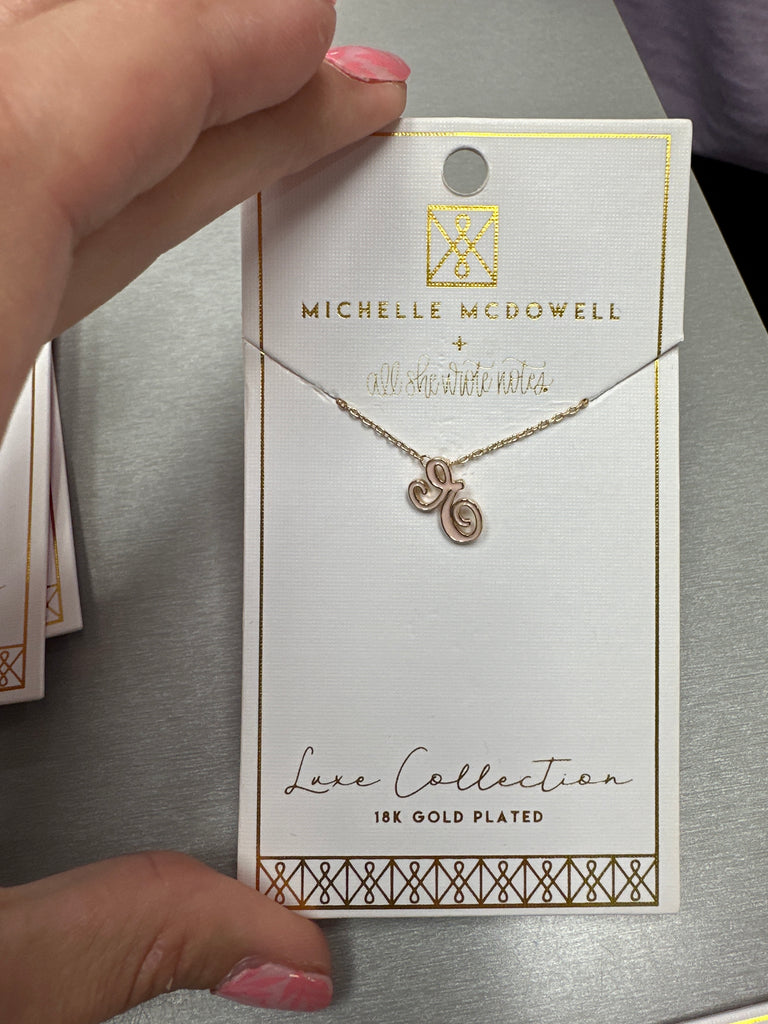 MICHELLE MCDOWELL
+
all she wrote notes.
Luxe Collection
18K GOLD PLATED